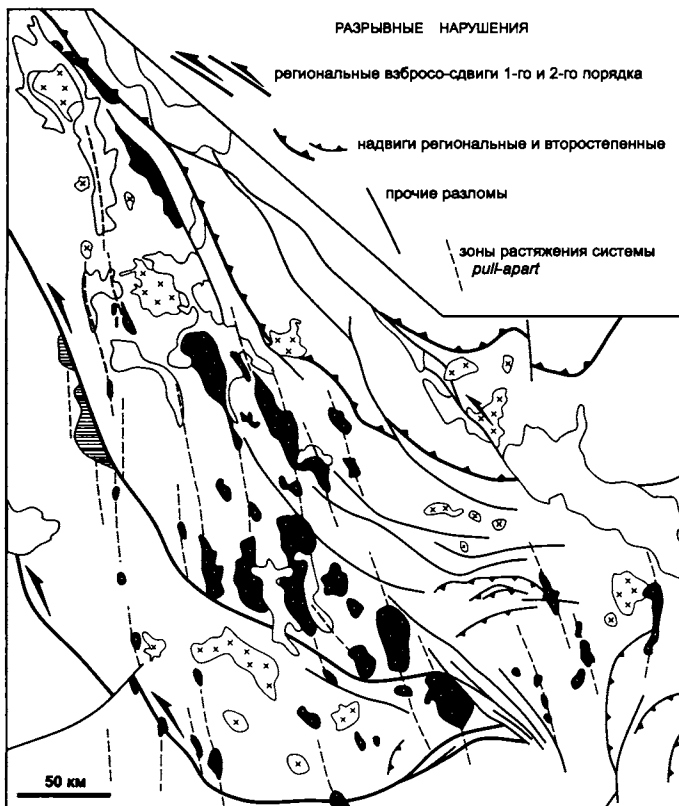 РАЗРЫВНЫЕ НАРУШЕНИЯ
региональные взбросо-сдвиги 1-го и 2-го порядка
надвиги региональные и второстепенные
прочие разломы
зоны растяжения системы
pull-apart
50 км